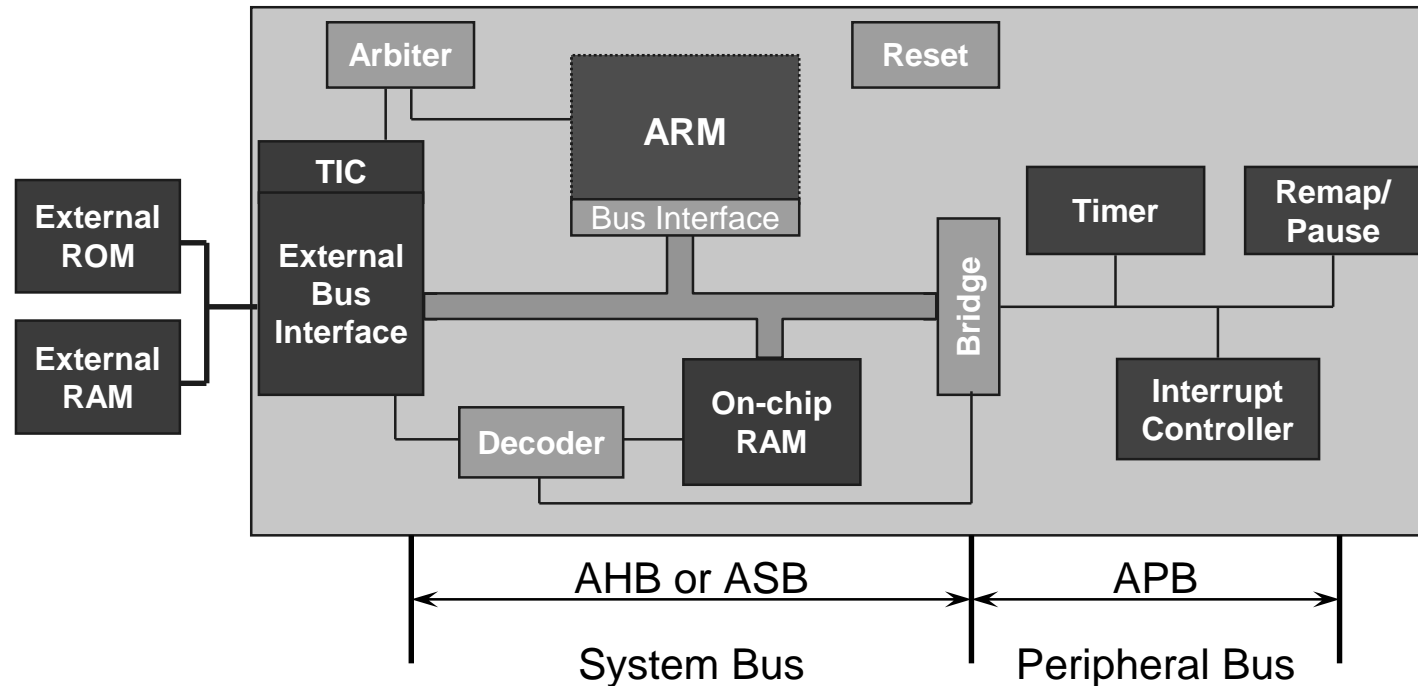 Arbiter
Reset
ARM
TIC
Bus Interface
External
ROM
External
RAM
External
Bus
Interface
Timer
Remap/
Pause
Bridge
Interrupt
Controller
On-chip
RAM
Decoder
AHB or ASB
APB
System Bus
Peripheral Bus